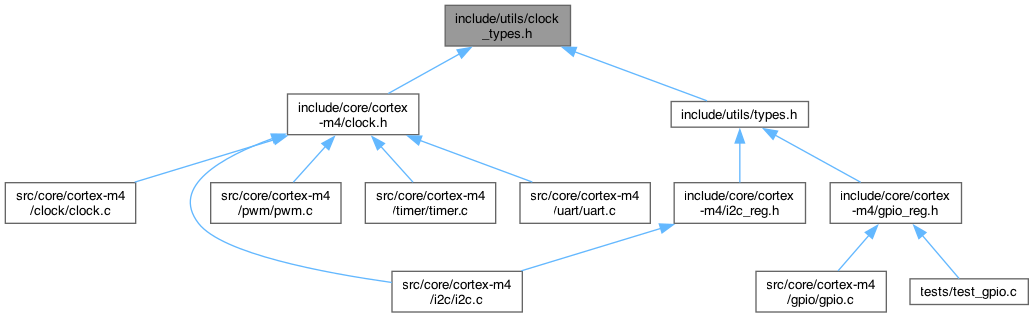 include/utils/clock
_types.h
include/core/cortex
-m4/clock.h
include/utils/types.h
src/core/cortex-m4
/clock/clock.c
src/core/cortex-m4
/pwm/pwm.c
src/core/cortex-m4
/timer/timer.c
src/core/cortex-m4
/uart/uart.c
include/core/cortex
-m4/i2c_reg.h
include/core/cortex
-m4/gpio_reg.h
src/core/cortex-m4
/i2c/i2c.c
src/core/cortex-m4
/gpio/gpio.c
tests/test_gpio.c